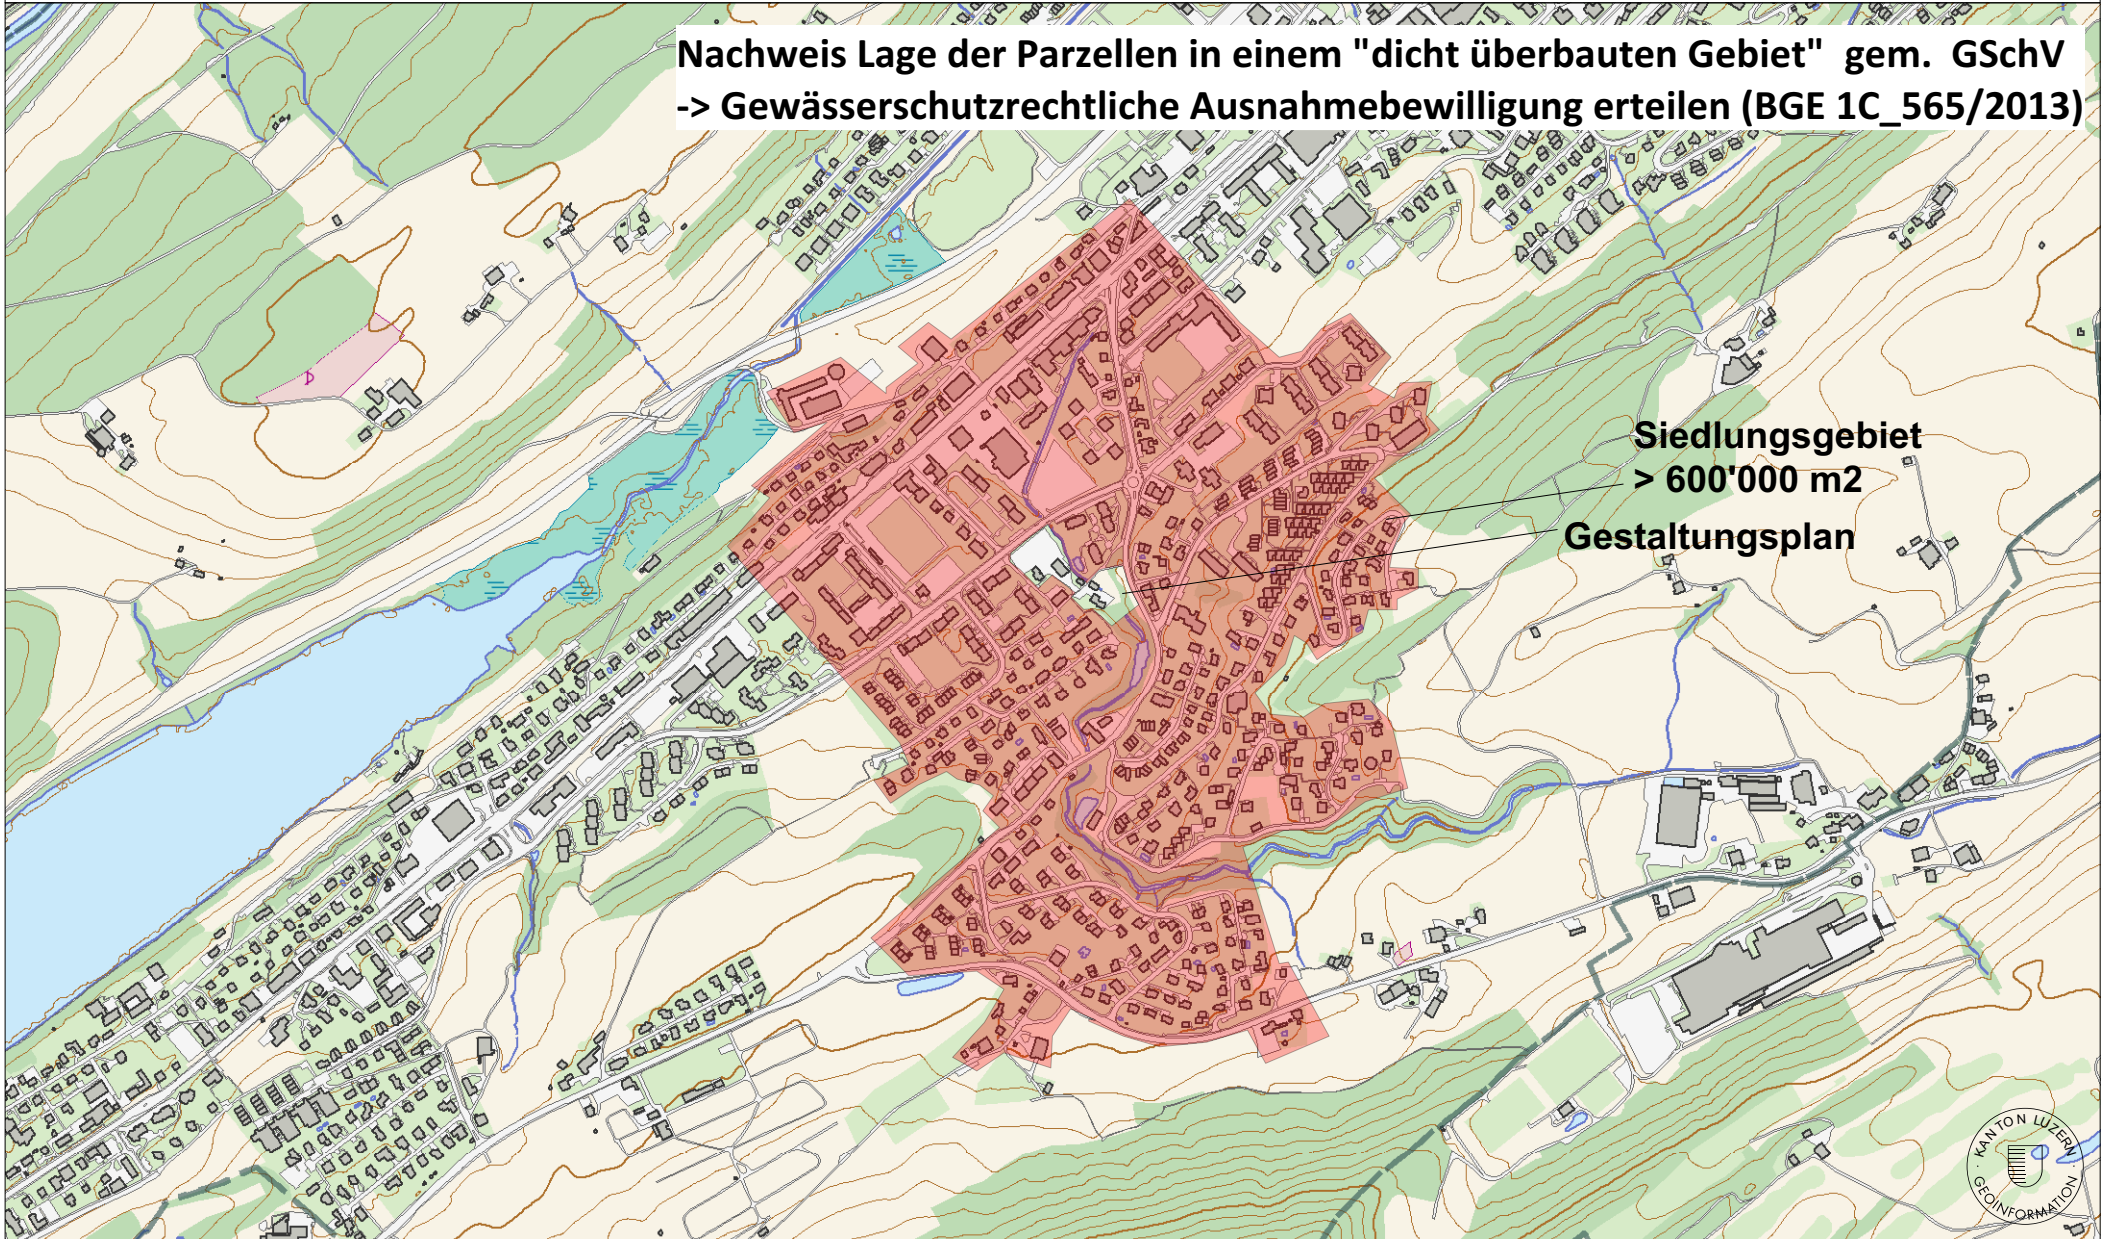 Nachweis Lage der Parzellen in einem "dicht überbauten Gebiet" gem. GSchV
-> Gewässerschutzrechtliche Ausnahmebewilligung erteilen (BGE 1C_565/2013)
Siedlungsgebiet
> 600'000 m2
Gestaltungsplan
KANTON LUZERN
GEOINFORMATION